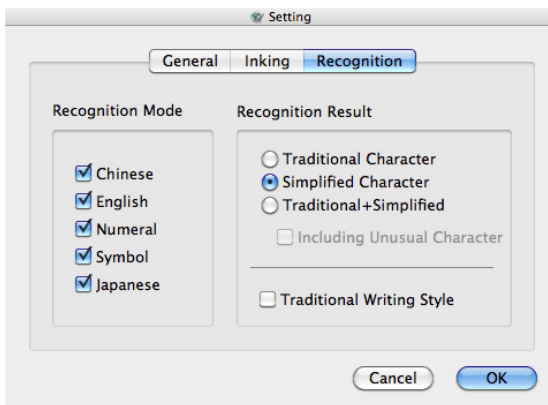 Setting
General Inking Recognition
Recognition Mode
Chinese
English
Numeral
Symbol
Japanese
Recognition Result
Traditional Character
Simplified Character
Traditional+Simplified
Including Unusual Character
Traditional Writing Style
Cancel OK